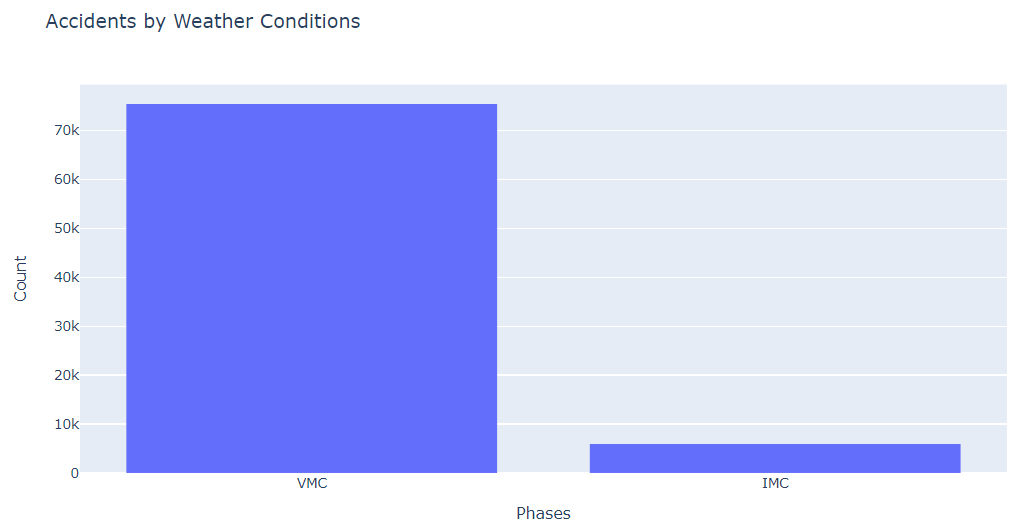 Accidents by Weather Conditions
70k
60k
50k
40k
30k
20k
10k
0
Count
VMC
IMC
Phases